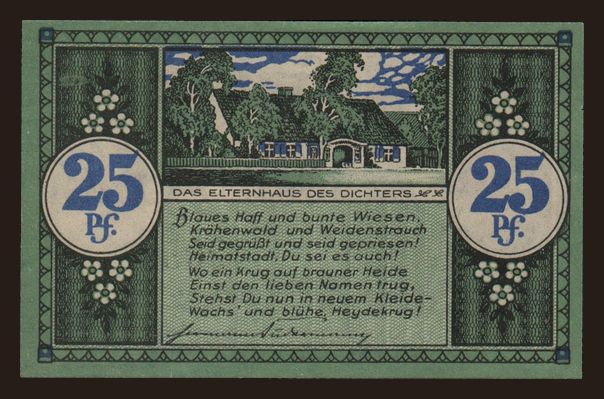 DAS ELTERNHAUS DES DICHTERS
25 Pf.
25 Pf.
Blaues Haff und bunte Wiesen,
Krähenwald und Weidenstrauch
Seid gegrüßt und seid gepriesen!
Heimatstadt, Du sei es auch!
Wo ein Krug auf brauner Heide
Einst den lieben Namen trug,
Stehst Du nun in neuem Kleide-
Wachs' und blühe, Heydekrug!
Hermann Sudermann